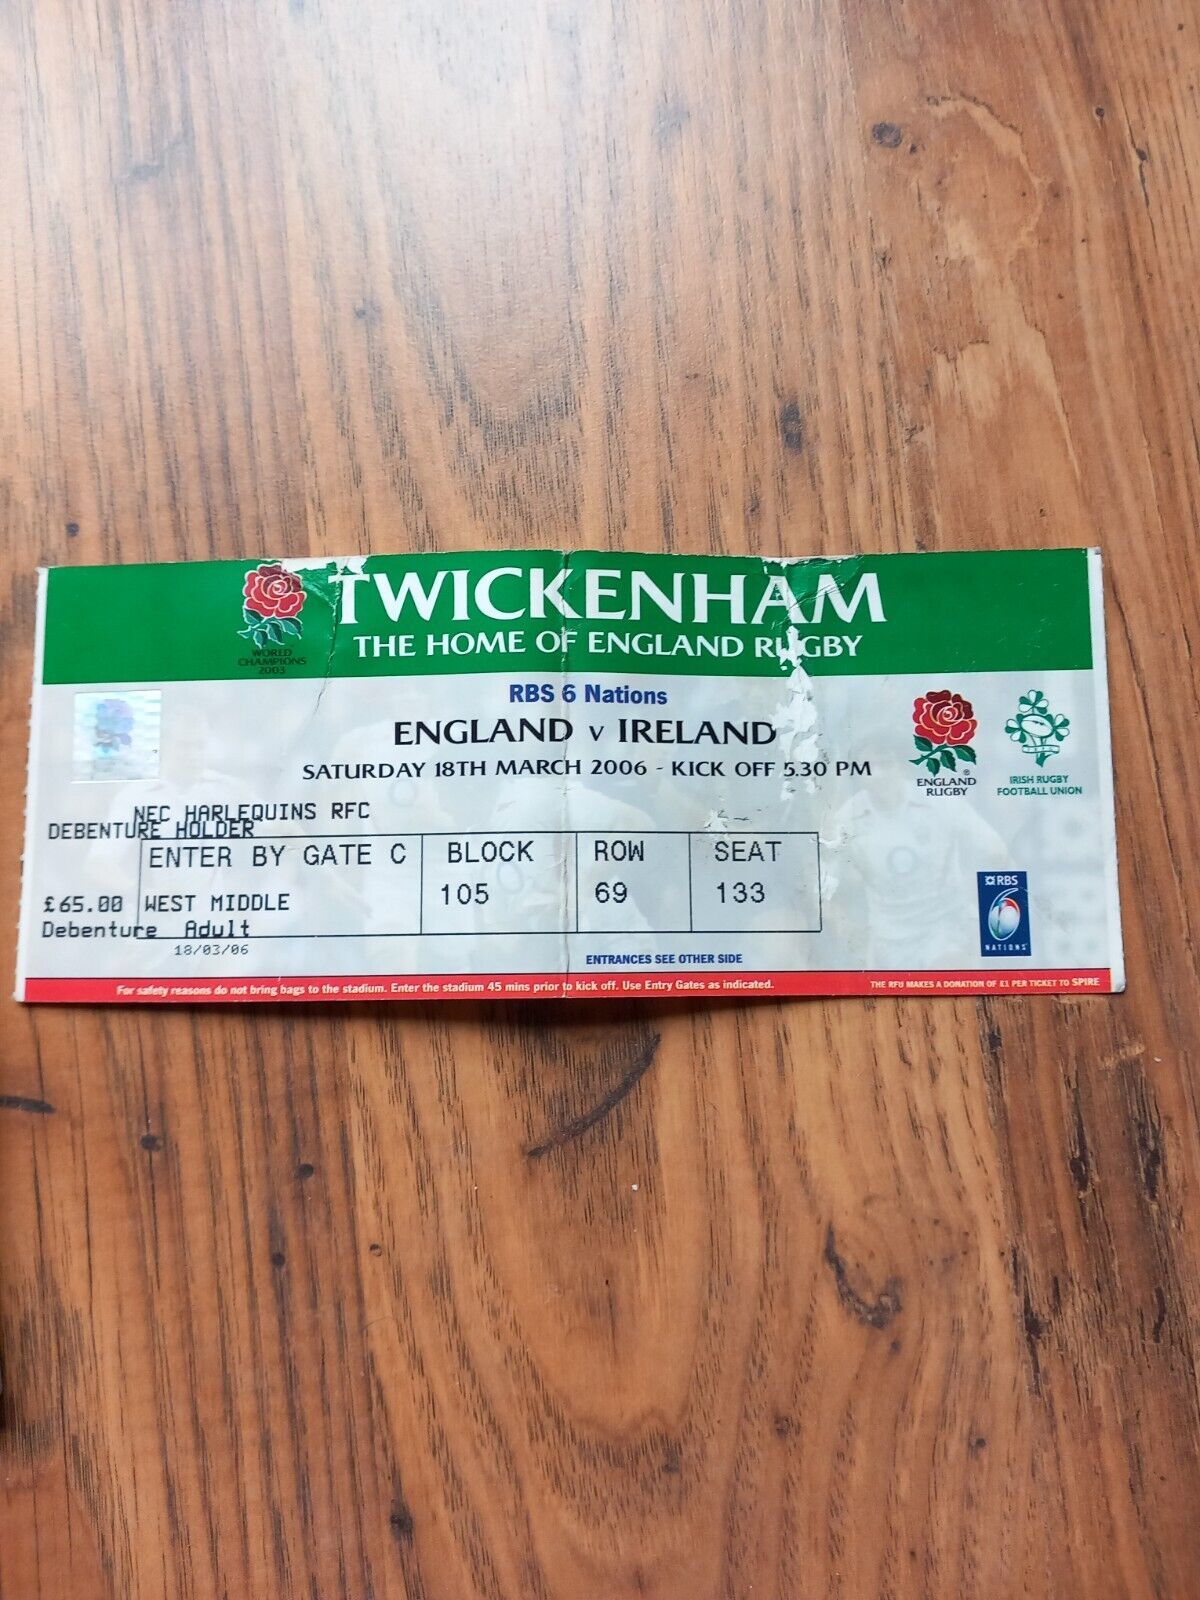 TWICKENHAM
THE HOME OF ENGLAND RUGBY
WORLD
CHAMPIONS
2003
RBS 6 Nations
ENGLAND v IRELAND
SATURDAY 18TH MARCH 2006 - KICK OFF 5.30 PM
ENGLAND
RUGBY
®
IRISH RUGBY
FOOTBALL UNION
NEC HARLEQUINS RFC
DEBENTURE HOLDER
ENTER BY GATE C BLOCK ROW SEAT
£65.00 WEST MIDDLE 105 69 133
Debenture Adult
18/03/06
RBS
6
NATIONS
ENTRANCES SEE OTHER SIDE
For safety reasons do not bring bags to the stadium. Enter the stadium 45 mins prior to kick off. Use Entry Gates as indicated.
THE RFU MAKES A DONATION OF £1 PER TICKET TO SPIRE